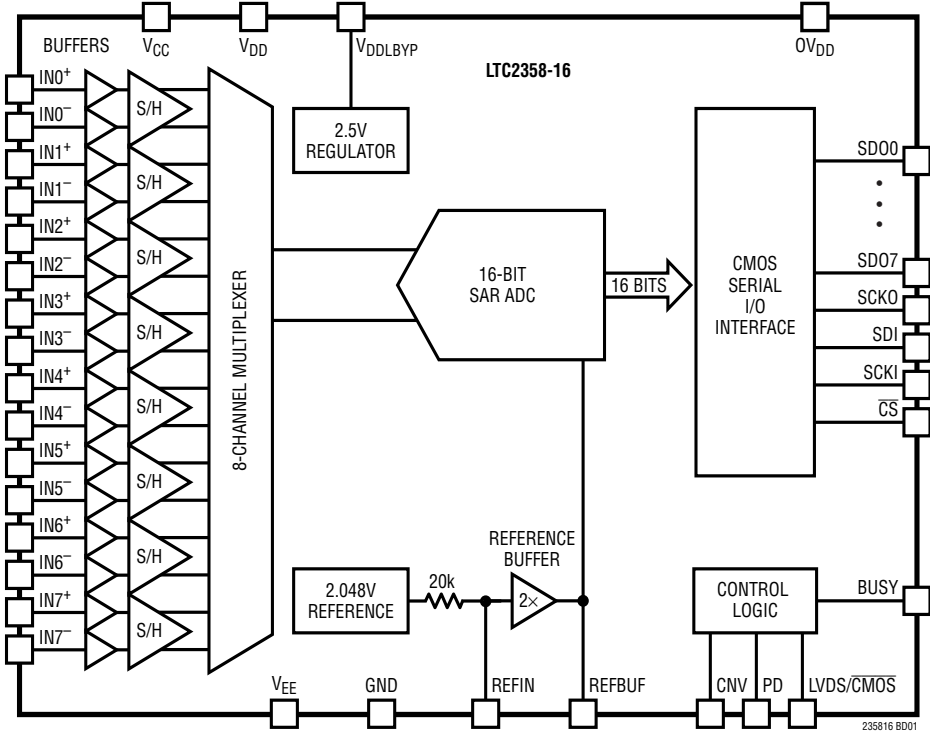 BUFFERS
VCC
VDD
VDDLBYP
OVDD
LTC2358-16
IN0+
IN0−
IN1+
IN1−
IN2+
IN2−
IN3+
IN3−
IN4+
IN4−
IN5+
IN5−
IN6+
IN6−
IN7+
IN7−
S/H
S/H
S/H
S/H
S/H
S/H
S/H
S/H
8-CHANNEL MULTIPLEXER
2.5V
REGULATOR
16-BIT
SAR ADC
16 BITS
CMOS
SERIAL
I/O
INTERFACE
SDO0
• • •
SDO7
SCKO
SDI
SCKI
CS
2.048V
REFERENCE
20k
REFERENCE
BUFFER
2×
CONTROL
LOGIC
BUSY
VEE
GND
REFIN
REFBUF
CNV
PD
LVDS/CMOS
235816 BD01